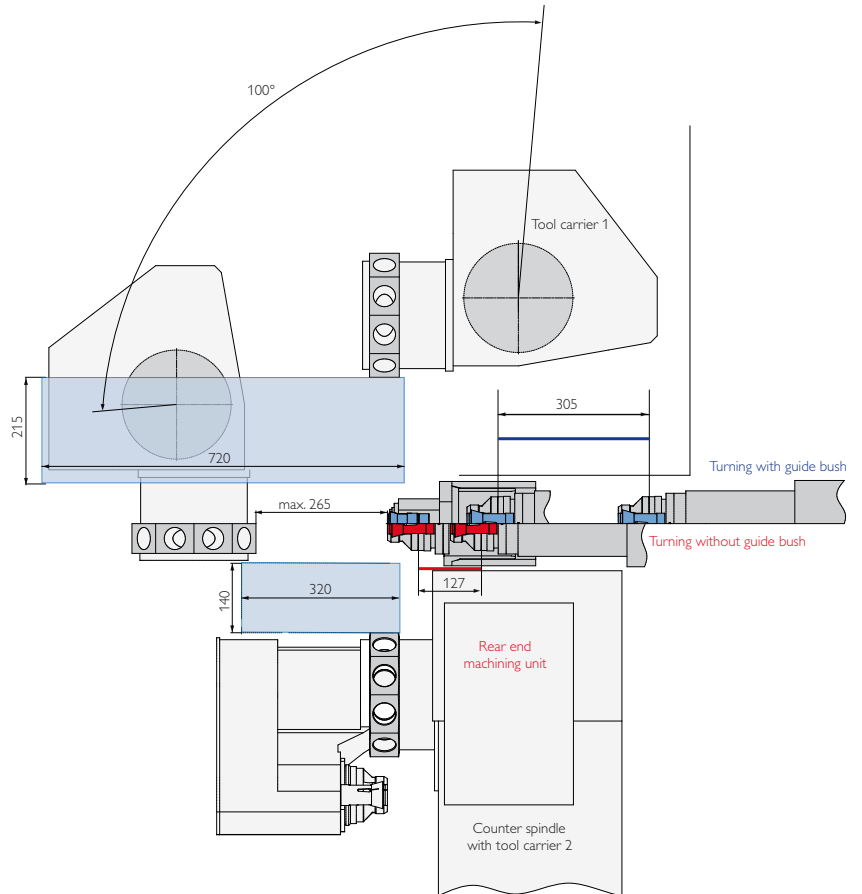 100°
Tool carrier 1
305
215
720
Turning with guide bush
max. 265
Turning without guide bush
127
140
320
Rear end
machining unit
Counter spindle
with tool carrier 2